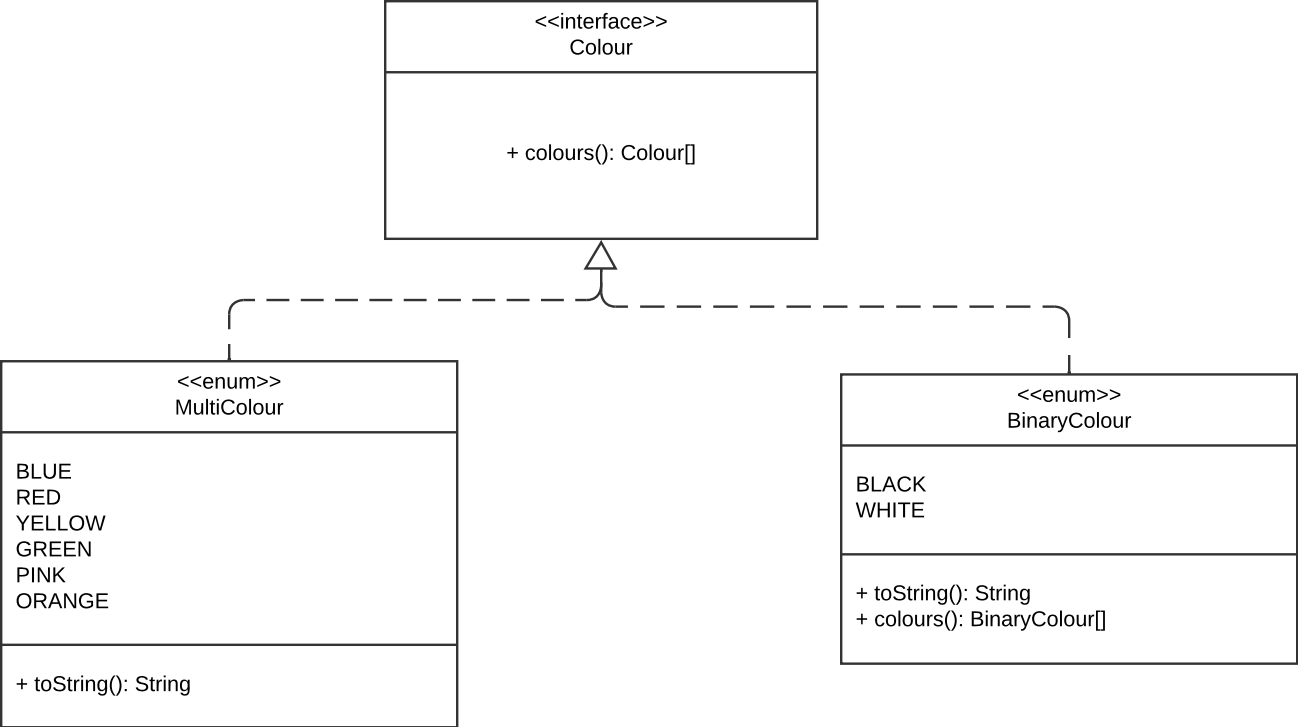 <<interface>>
Colour
+ colours(): Colour[]
<<enum>>
MultiColour
BLUE
RED
YELLOW
GREEN
PINK
ORANGE
+ toString(): String
<<enum>>
BinaryColour
BLACK
WHITE
+ toString(): String
+ colours(): BinaryColour[]